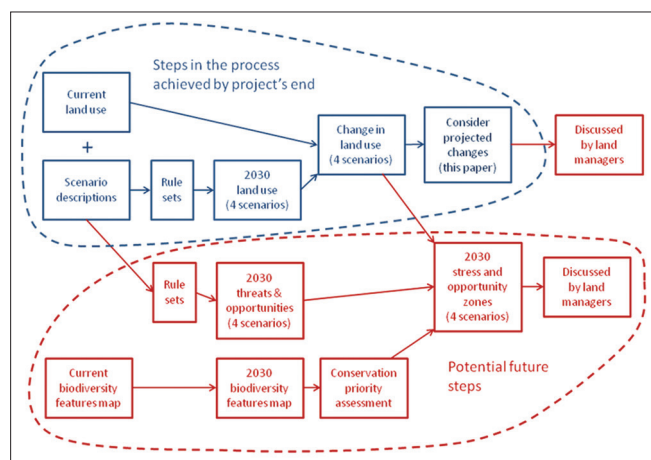 Steps in the process
achieved by project's end
Current
land use
+
Scenario
descriptions
Rule
sets
2030
land use
(4 scenarios)
Change in
land use
(4 scenarios)
Consider
projected
changes
(this paper)
Discussed
by land
managers
Rule
sets
2030
threats &
opportunities
(4 scenarios)
2030
stress and
opportunity
zones
(4 scenarios)
Discussed
by land
managers
Current
biodiversity
features map
2030
biodiversity
features map
Conservation
priority
assessment
Potential future
steps